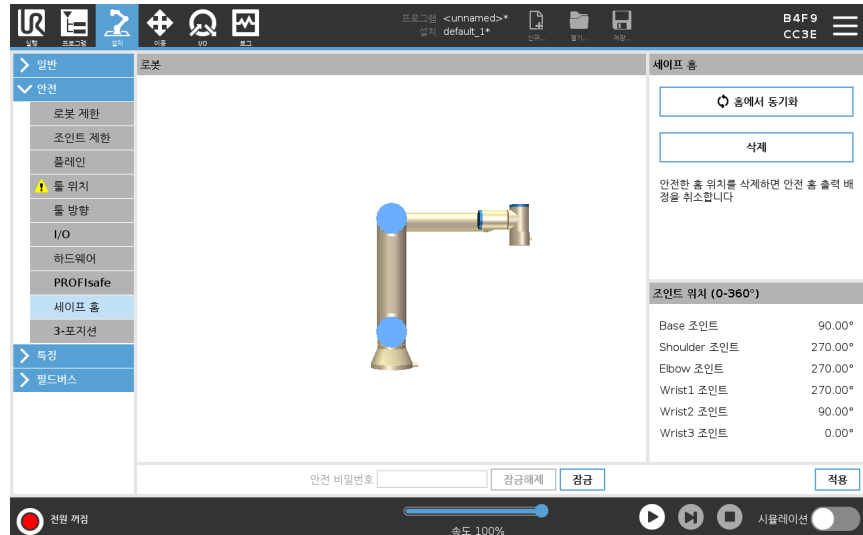 프로그램 <unnamed>*
설치 default_1*
B4F9
CC3E
실행
프로그램
설치
이동
I/O
로그
신규...
열기...
저장...
일반
안전
로봇 제한
조인트 제한
플레인
툴 위치
툴 방향
I/O
하드웨어
PROFIsafe
세이프 홈
3-포지션
특징
필드버스
로봇
세이프 홈
홈에서 동기화
삭제
안전한 홈 위치를 삭제하면 안전 홈 출력 배
정을 취소합니다
조인트 위치 (0-360°)
Base 조인트 90.00°
Shoulder 조인트 270.00°
Elbow 조인트 270.00°
Wrist1 조인트 270.00°
Wrist2 조인트 90.00°
Wrist3 조인트 0.00°
안전 비밀번호 잠금해제 잠금 적용
전원 꺼짐
속도 100%
시뮬레이션